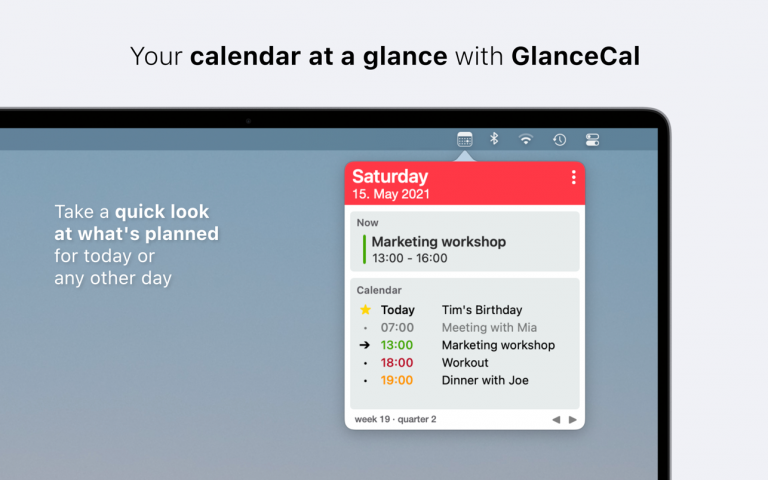 Your calendar at a glance with GlanceCal
Take a quick look
at what's planned
for today or
any other day
Saturday
15. May 2021
Now
Marketing workshop
13:00 - 16:00
Calendar
Today Tim's Birthday
07:00 Meeting with Mia
13:00 Marketing workshop
18:00 Workout
19:00 Dinner with Joe
week 19 · quarter 2